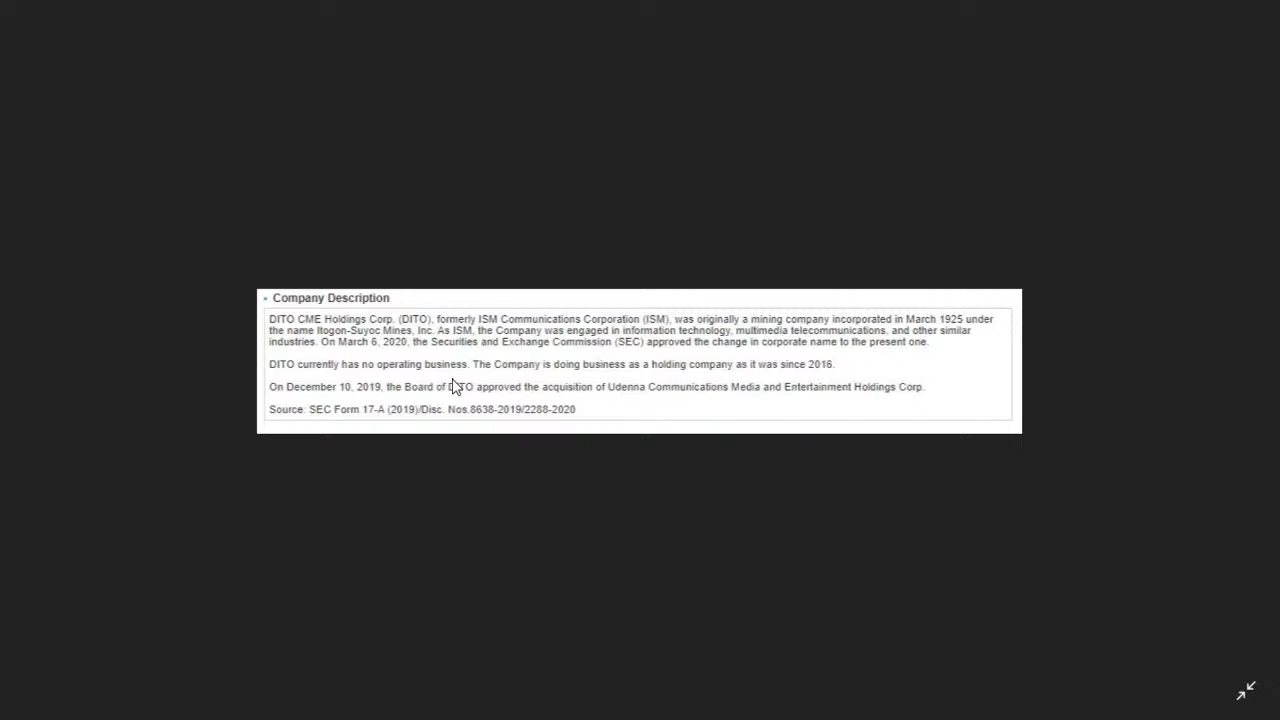 Company Description
DITO CME Holdings Corp. (DITO), formerly ISM Communications Corporation (ISM), was originally a mining company incorporated in March 1925 under
the name Itogon-Suyoc Mines, Inc. As ISM, the Company was engaged in information technology, multimedia telecommunications, and other similar
industries. On March 6, 2020, the Securities and Exchange Commission (SEC) approved the change in corporate name to the present one.
DITO currently has no operating business. The Company is doing business as a holding company as it was since 2016.
On December 10, 2019, the Board of DITO approved the acquisition of Udenna Communications Media and Entertainment Holdings Corp.
Source: SEC Form 17-A (2019)/Disc. Nos.8638-2019/2288-2020